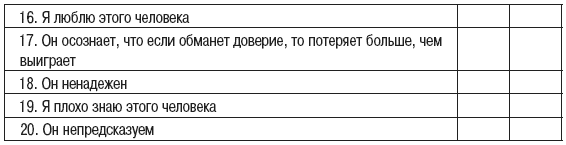 16. Я люблю этого человека
17. Он осознает, что если обманет доверие, то потеряет больше, чем
выиграет
18. Он ненадежен
19. Я плохо знаю этого человека
20. Он непредсказуем